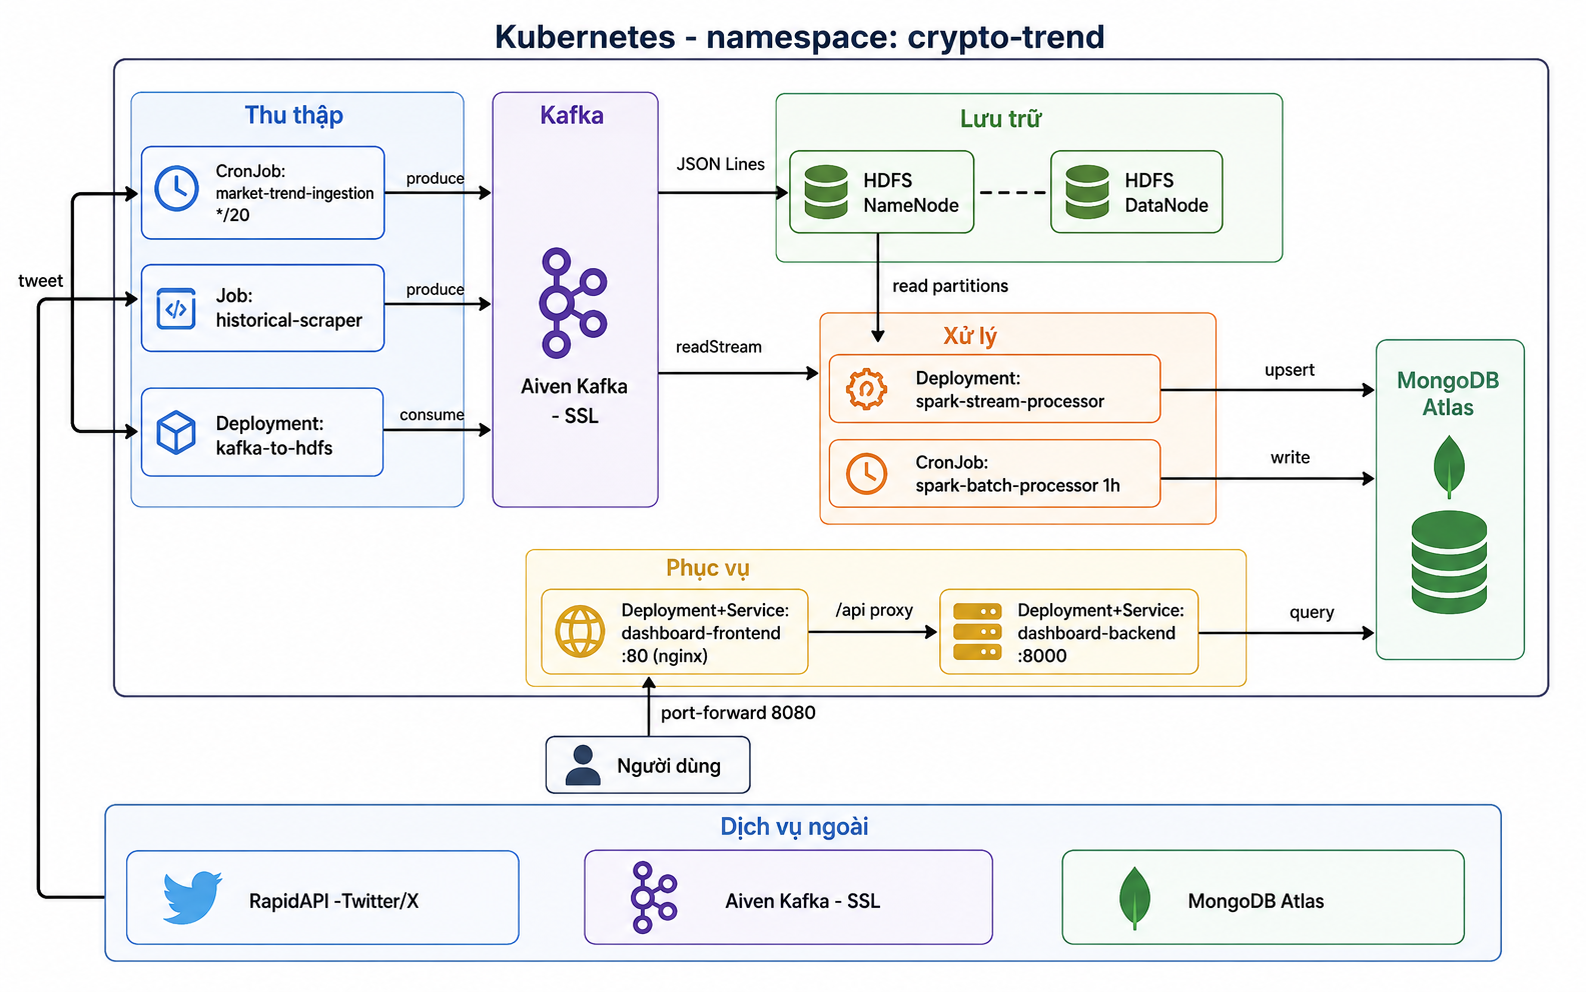 Kubernetes - namespace: crypto-trend
Thu thập
CronJob:
market-trend-ingestion
*/20
Job:
historical-scraper
Deployment:
kafka-to-hdfs
tweet
produce
produce
consume
Kafka
Aiven Kafka
- SSL
JSON Lines
readStream
Lưu trữ
HDFS
NameNode
HDFS
DataNode
read partitions
Xử lý
Deployment:
spark-stream-processor
CronJob:
spark-batch-processor 1h
upsert
write
query
MongoDB
Atlas
Phục vụ
Deployment+Service:
dashboard-frontend
:80 (nginx)
/api proxy
Deployment+Service:
dashboard-backend
:8000
port-forward 8080
Người dùng
Dịch vụ ngoài
RapidAPI -Twitter/X
Aiven Kafka - SSL
MongoDB Atlas